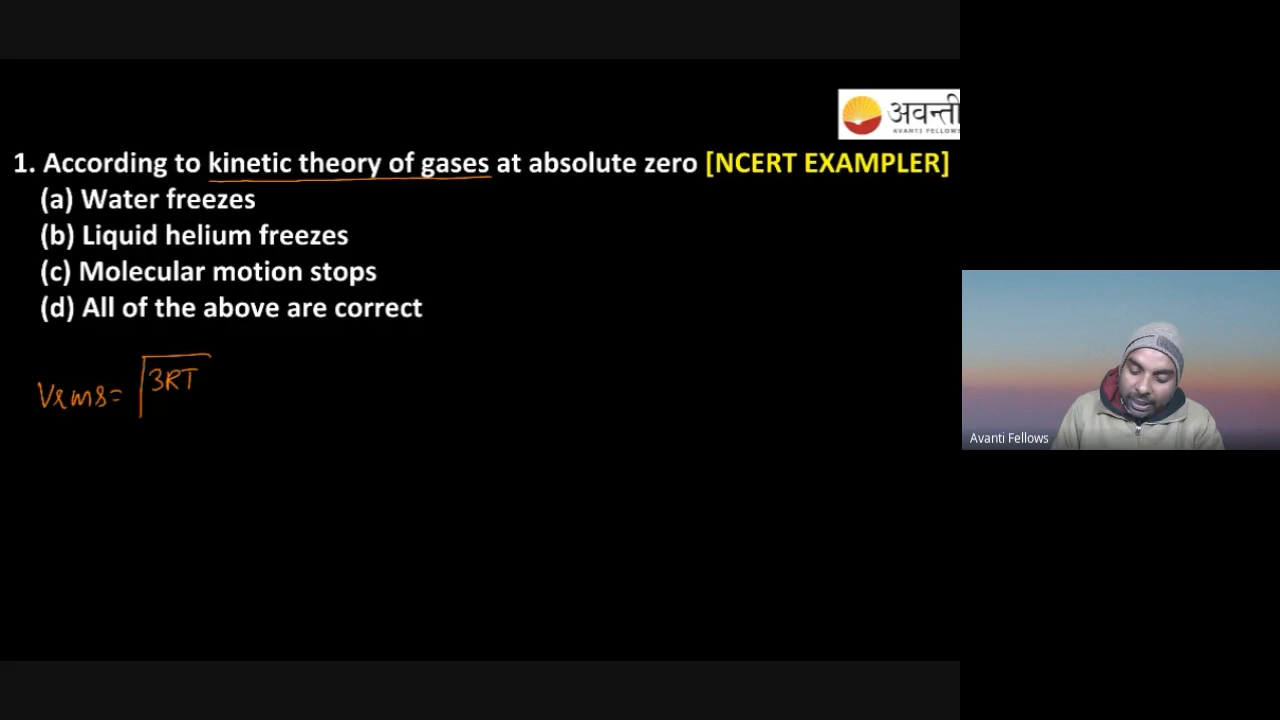 अवन्ती
AVANTI FELLOWS
1. According to kinetic theory of gases at absolute zero [NCERT EXAMPLER]
(a) Water freezes
(b) Liquid helium freezes
(c) Molecular motion stops
(d) All of the above are correct
Vrms = √3RT
Avanti Fellows